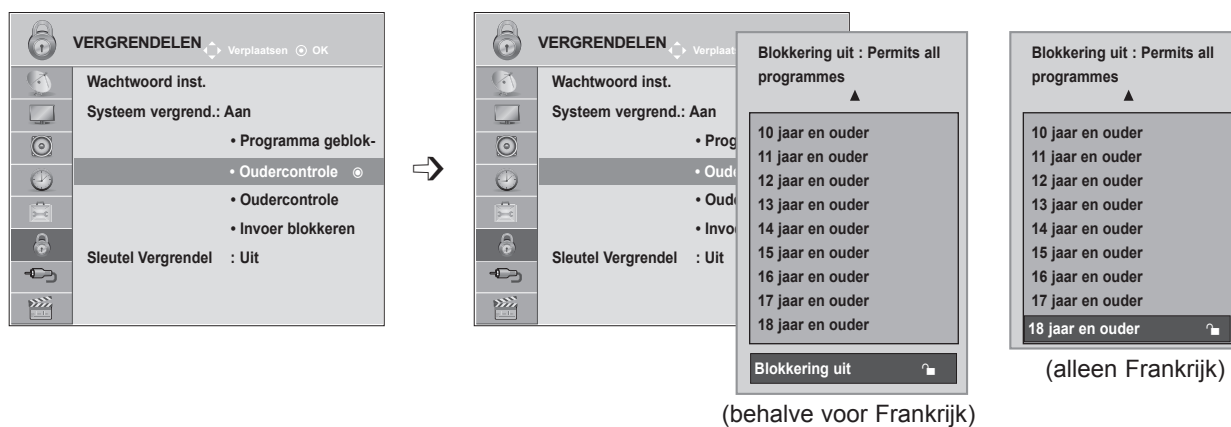 VERGRENDELEN Verplaatsen OK
Wachtwoord inst.
Systeem vergrend.: Aan
• Programma geblok-
• Oudercontrole
• Oudercontrole
• Invoer blokkeren
Sleutel Vergrendel : Uit
VERGRENDELEN Verplaat
Wachtwoord inst.
Systeem vergrend.: Aan
• Prog
• Oude
• Oud
• Invo
Sleutel Vergrendel : Uit
Blokkering uit : Permits all
programmes
10 jaar en ouder
11 jaar en ouder
12 jaar en ouder
13 jaar en ouder
14 jaar en ouder
15 jaar en ouder
16 jaar en ouder
17 jaar en ouder
18 jaar en ouder
Blokkering uit
(behalve voor Frankrijk)
Blokkering uit : Permits all
programmes
10 jaar en ouder
11 jaar en ouder
12 jaar en ouder
13 jaar en ouder
14 jaar en ouder
15 jaar en ouder
16 jaar en ouder
17 jaar en ouder
18 jaar en ouder
(alleen Frankrijk)